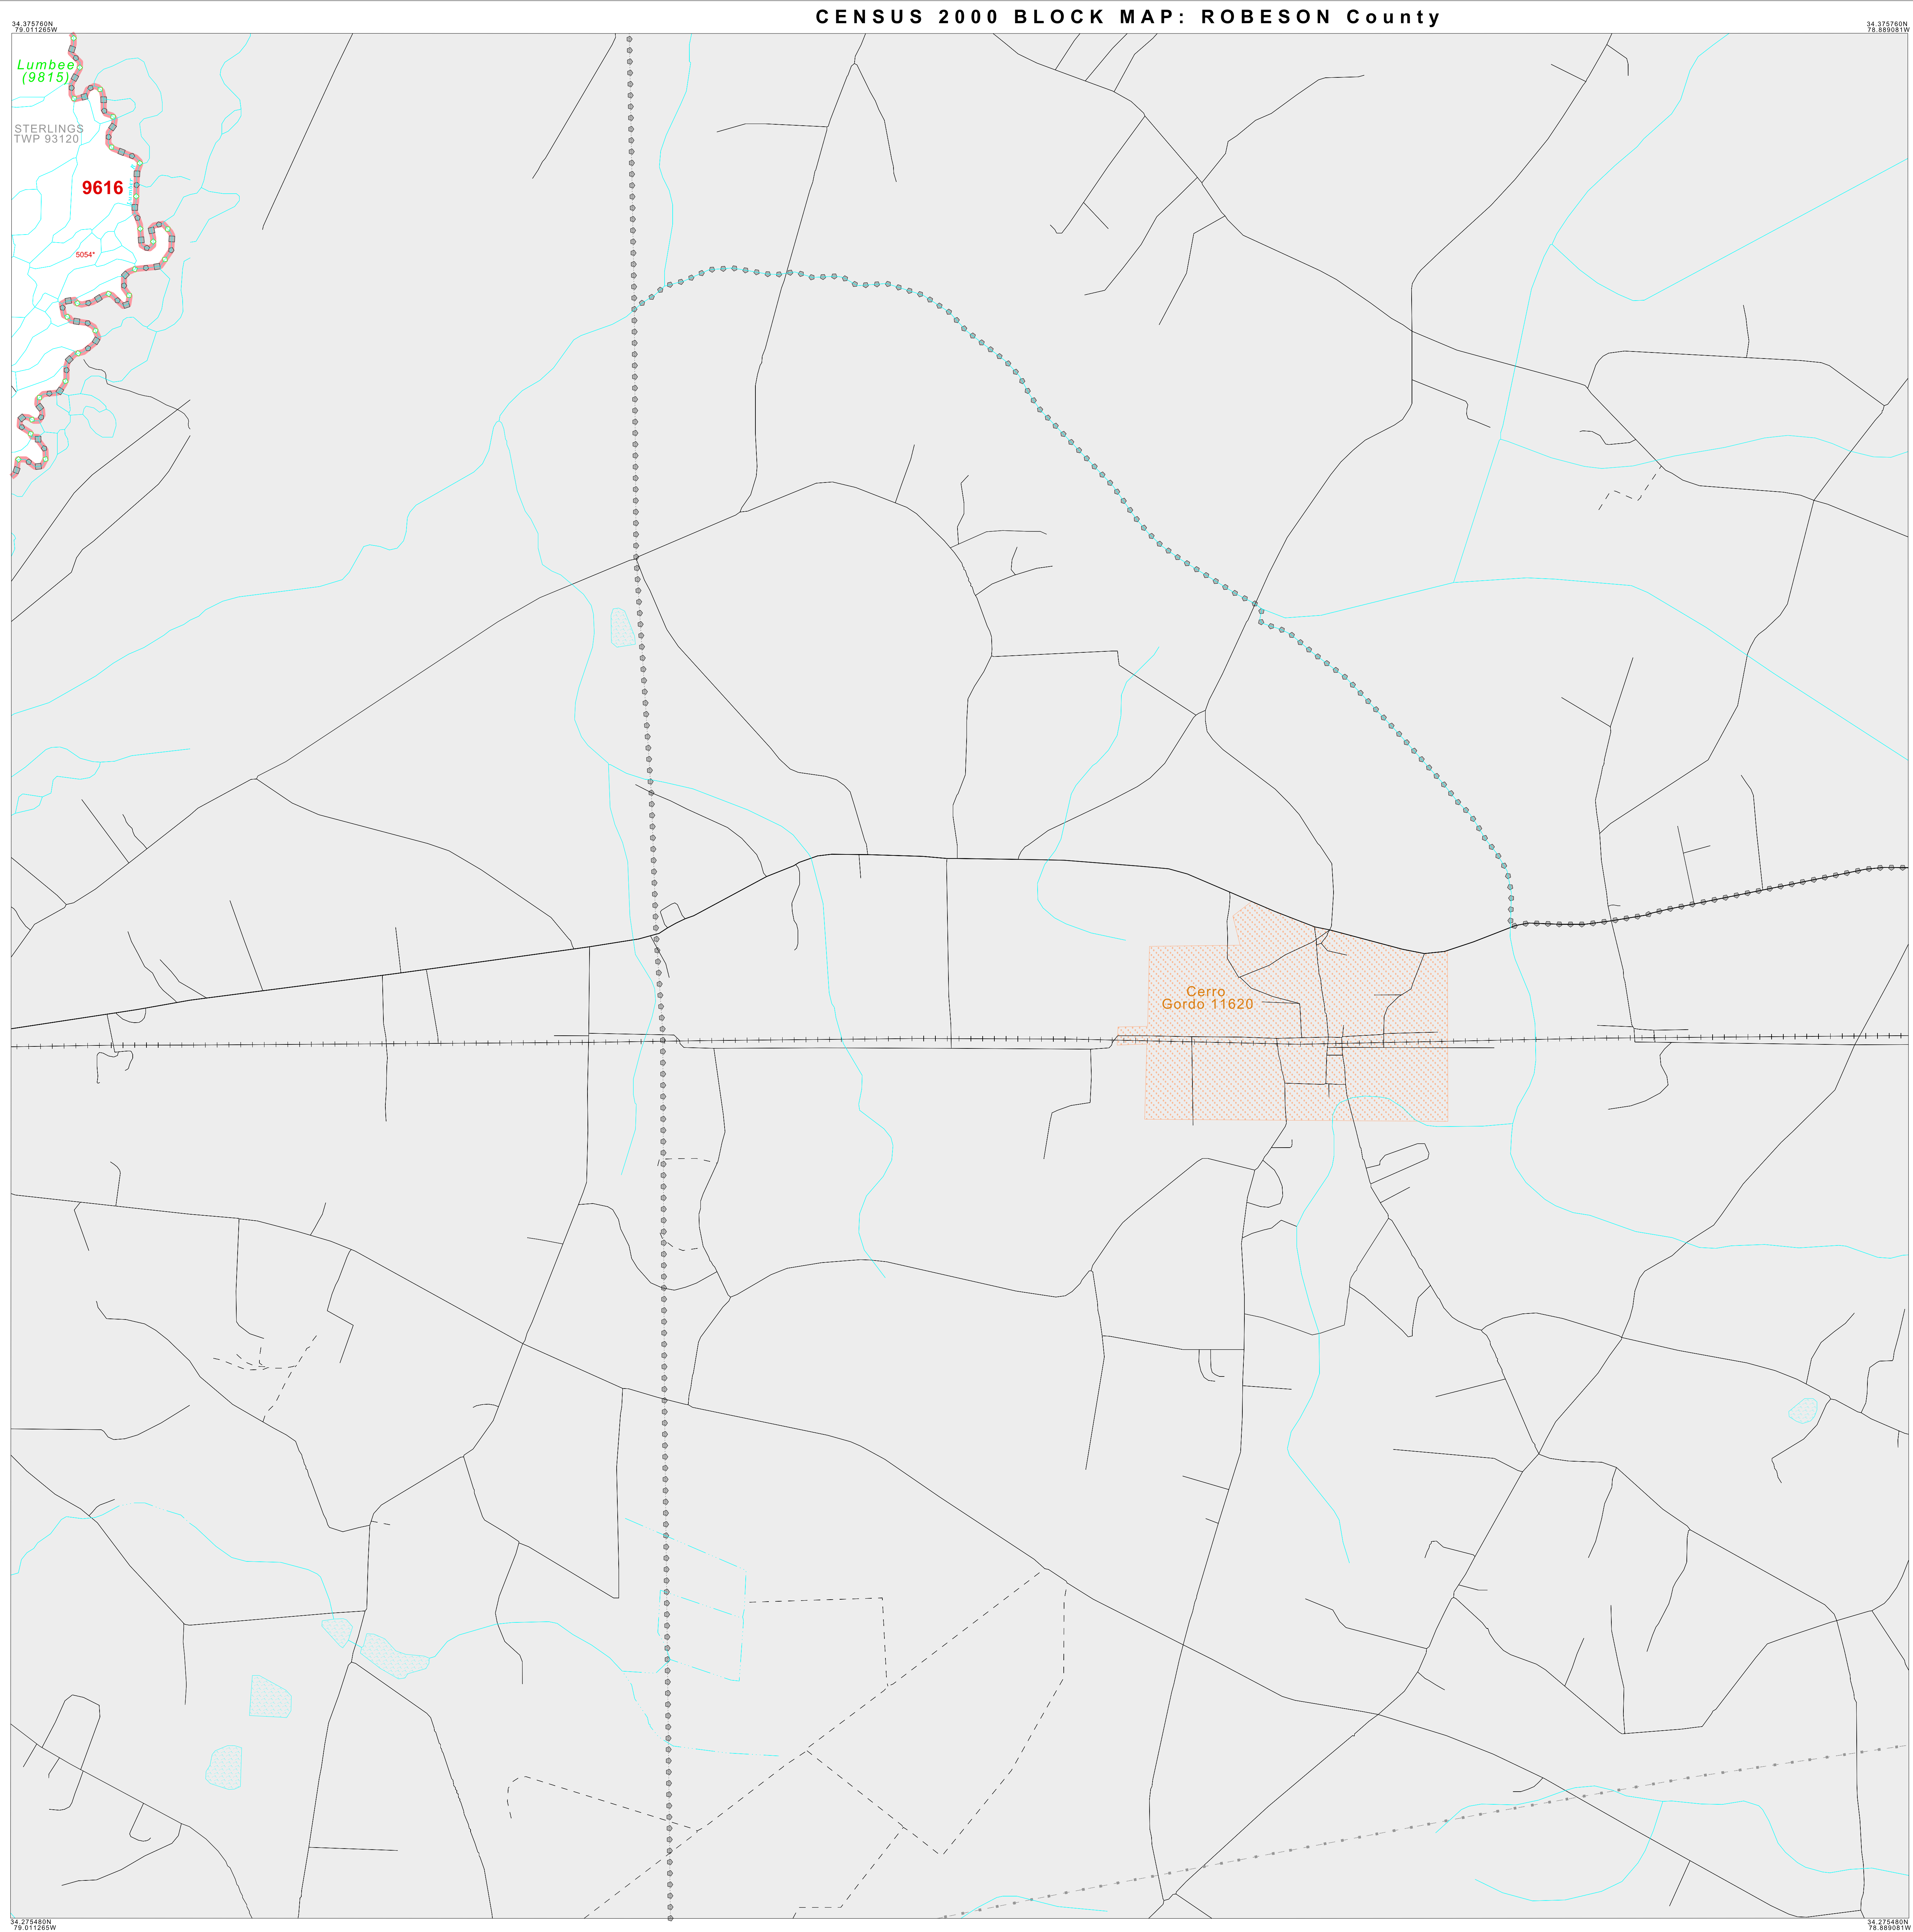 CENSUS 2000 BLOCK MAP: ROBESON County
34.375760N
79.011265W
34.375760N
78.889081W
Lumbee
(9815)
STERLINGS
TWP 93120
9616
5054*
Cerro
Gordo 11620
34.275480N
79.011265W
34.275480N
78.889081W